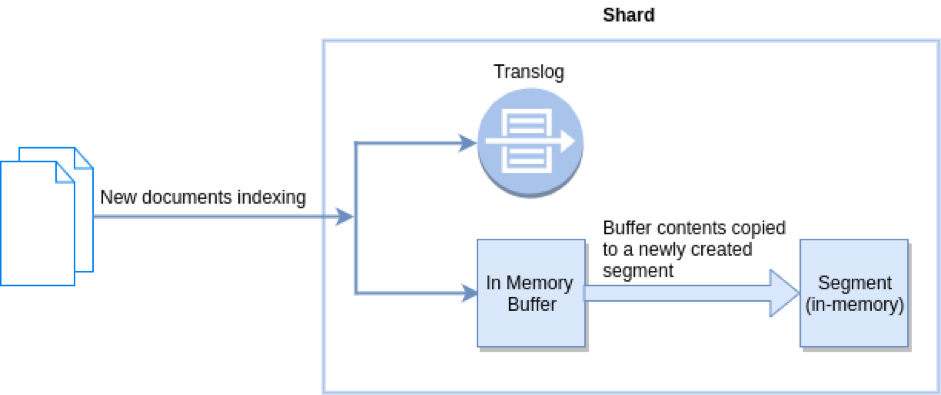 Shard
Translog
New documents indexing
Buffer contents copied
to a newly created
segment
In Memory
Buffer
Segment
(in-memory)